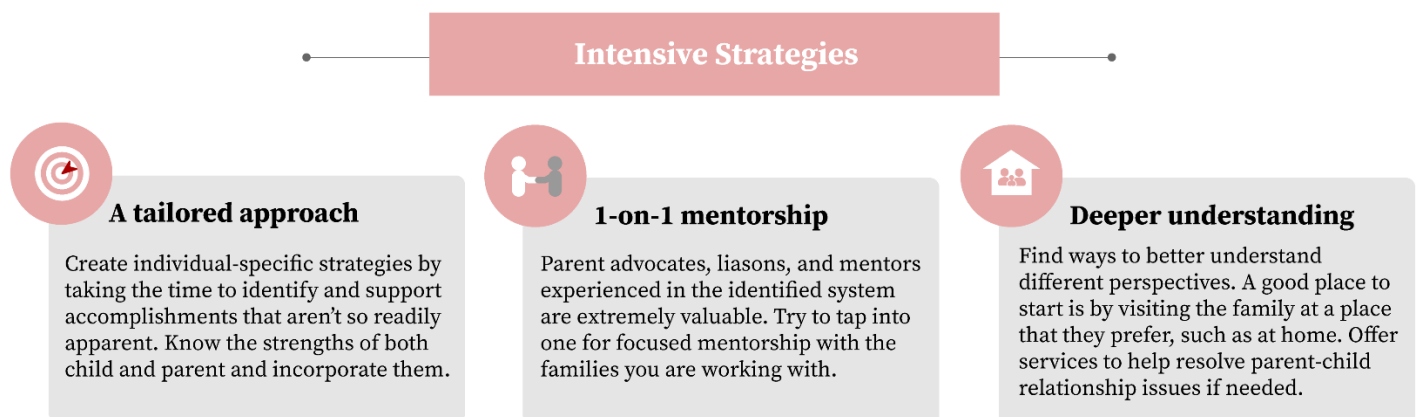 Intensive Strategies
A tailored approach
Create individual-specific strategies by
taking the time to identify and support
accomplishments that aren't so readily
apparent. Know the strengths of both
child and parent and incorporate them.
1-on-1 mentorship
Parent advocates, liasons, and mentors
experienced in the identified system
are extremely valuable. Try to tap into
one for focused mentorship with the
families you are working with.
Deeper understanding
Find ways to better understand
different perspectives. A good place to
start is by visiting the family at a place
that they prefer, such as at home. Offer
services to help resolve parent-child
relationship issues if needed.